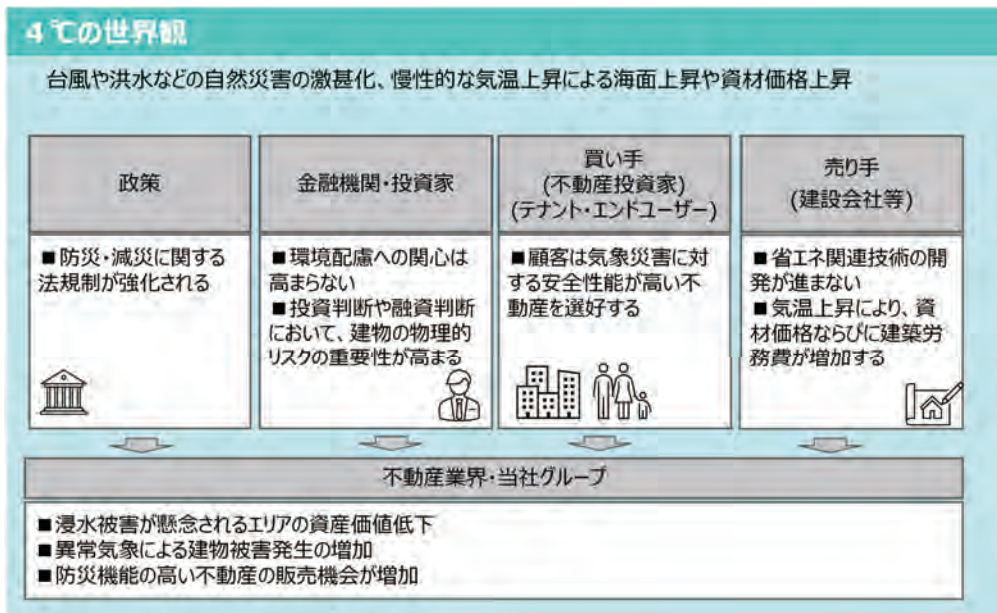 4℃の世界観
台風や洪水などの自然災害の激甚化、慢性的な気温上昇による海面上昇や資材価格上昇
政策
■防災・減災に関する
法規制が強化される
金融機関・投資家
■環境配慮への関心は
高まらない
■投資判断や融資判断
において、建物の物理的
リスクの重要性が高まる
買い手
(不動産投資家)
(テナント・エンドユーザー)
■顧客は気象災害に対
する安全性能が高い不
動産を選好する
売り手
(建設会社等)
■省エネ関連技術の開
発が進まない
■気温上昇により、資
材価格ならびに建築労
務費が増加する
不動産業界・当社グループ
■浸水被害が懸念されるエリアの資産価値低下
■異常気象による建物被害発生の増加
■防災機能の高い不動産の販売機会が増加